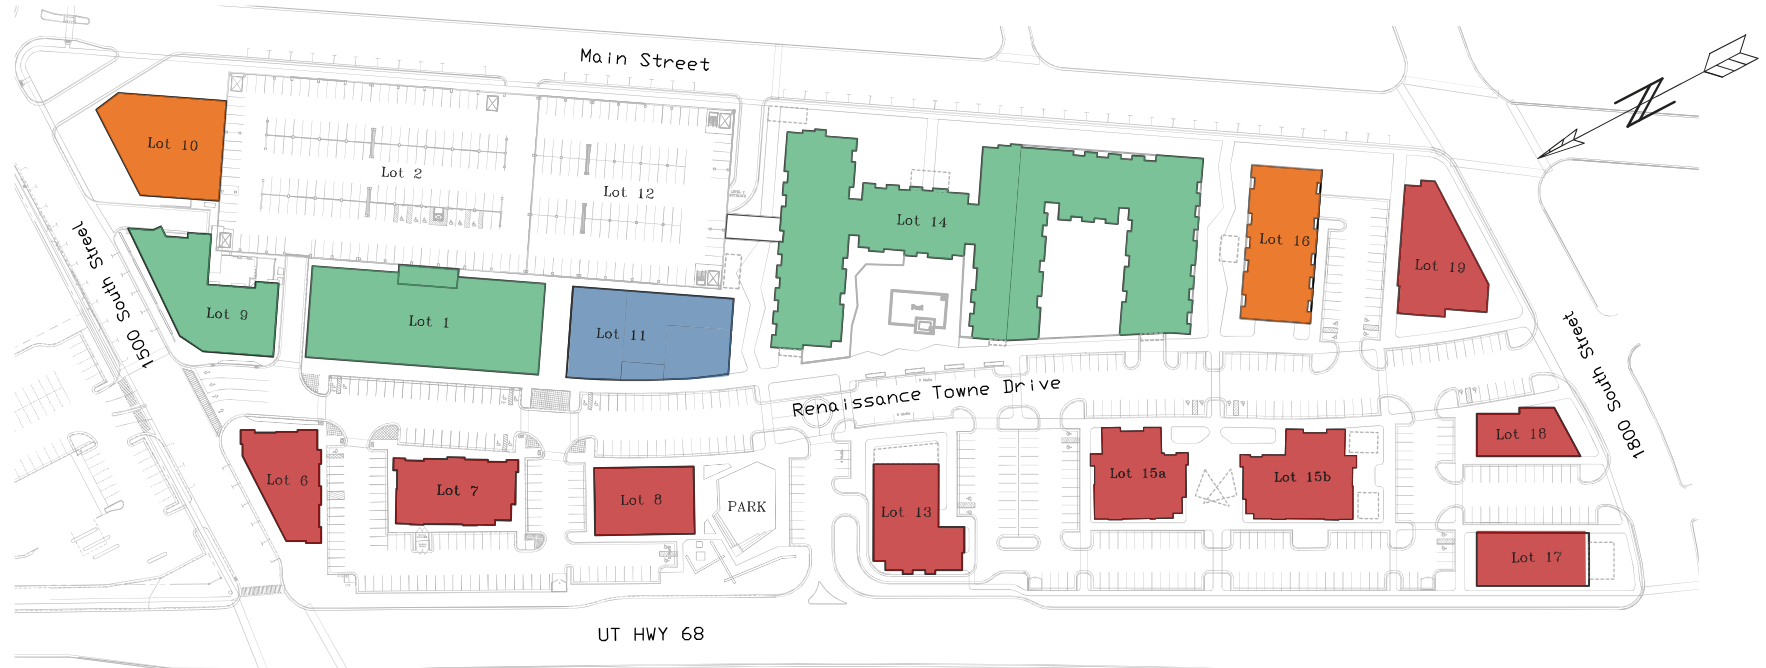 Main Street
Lot 10
Lot 2
Lot 12
Lot 14
Lot 16
Lot 19
1500 South Street
Lot 9
Lot 1
Lot 11
1800 South Street
Renaissance Towne Drive
Lot 6
Lot 7
Lot 8
PARK
Lot 13
Lot 15a
Lot 15b
Lot 18
Lot 17
UT HWY 68
N